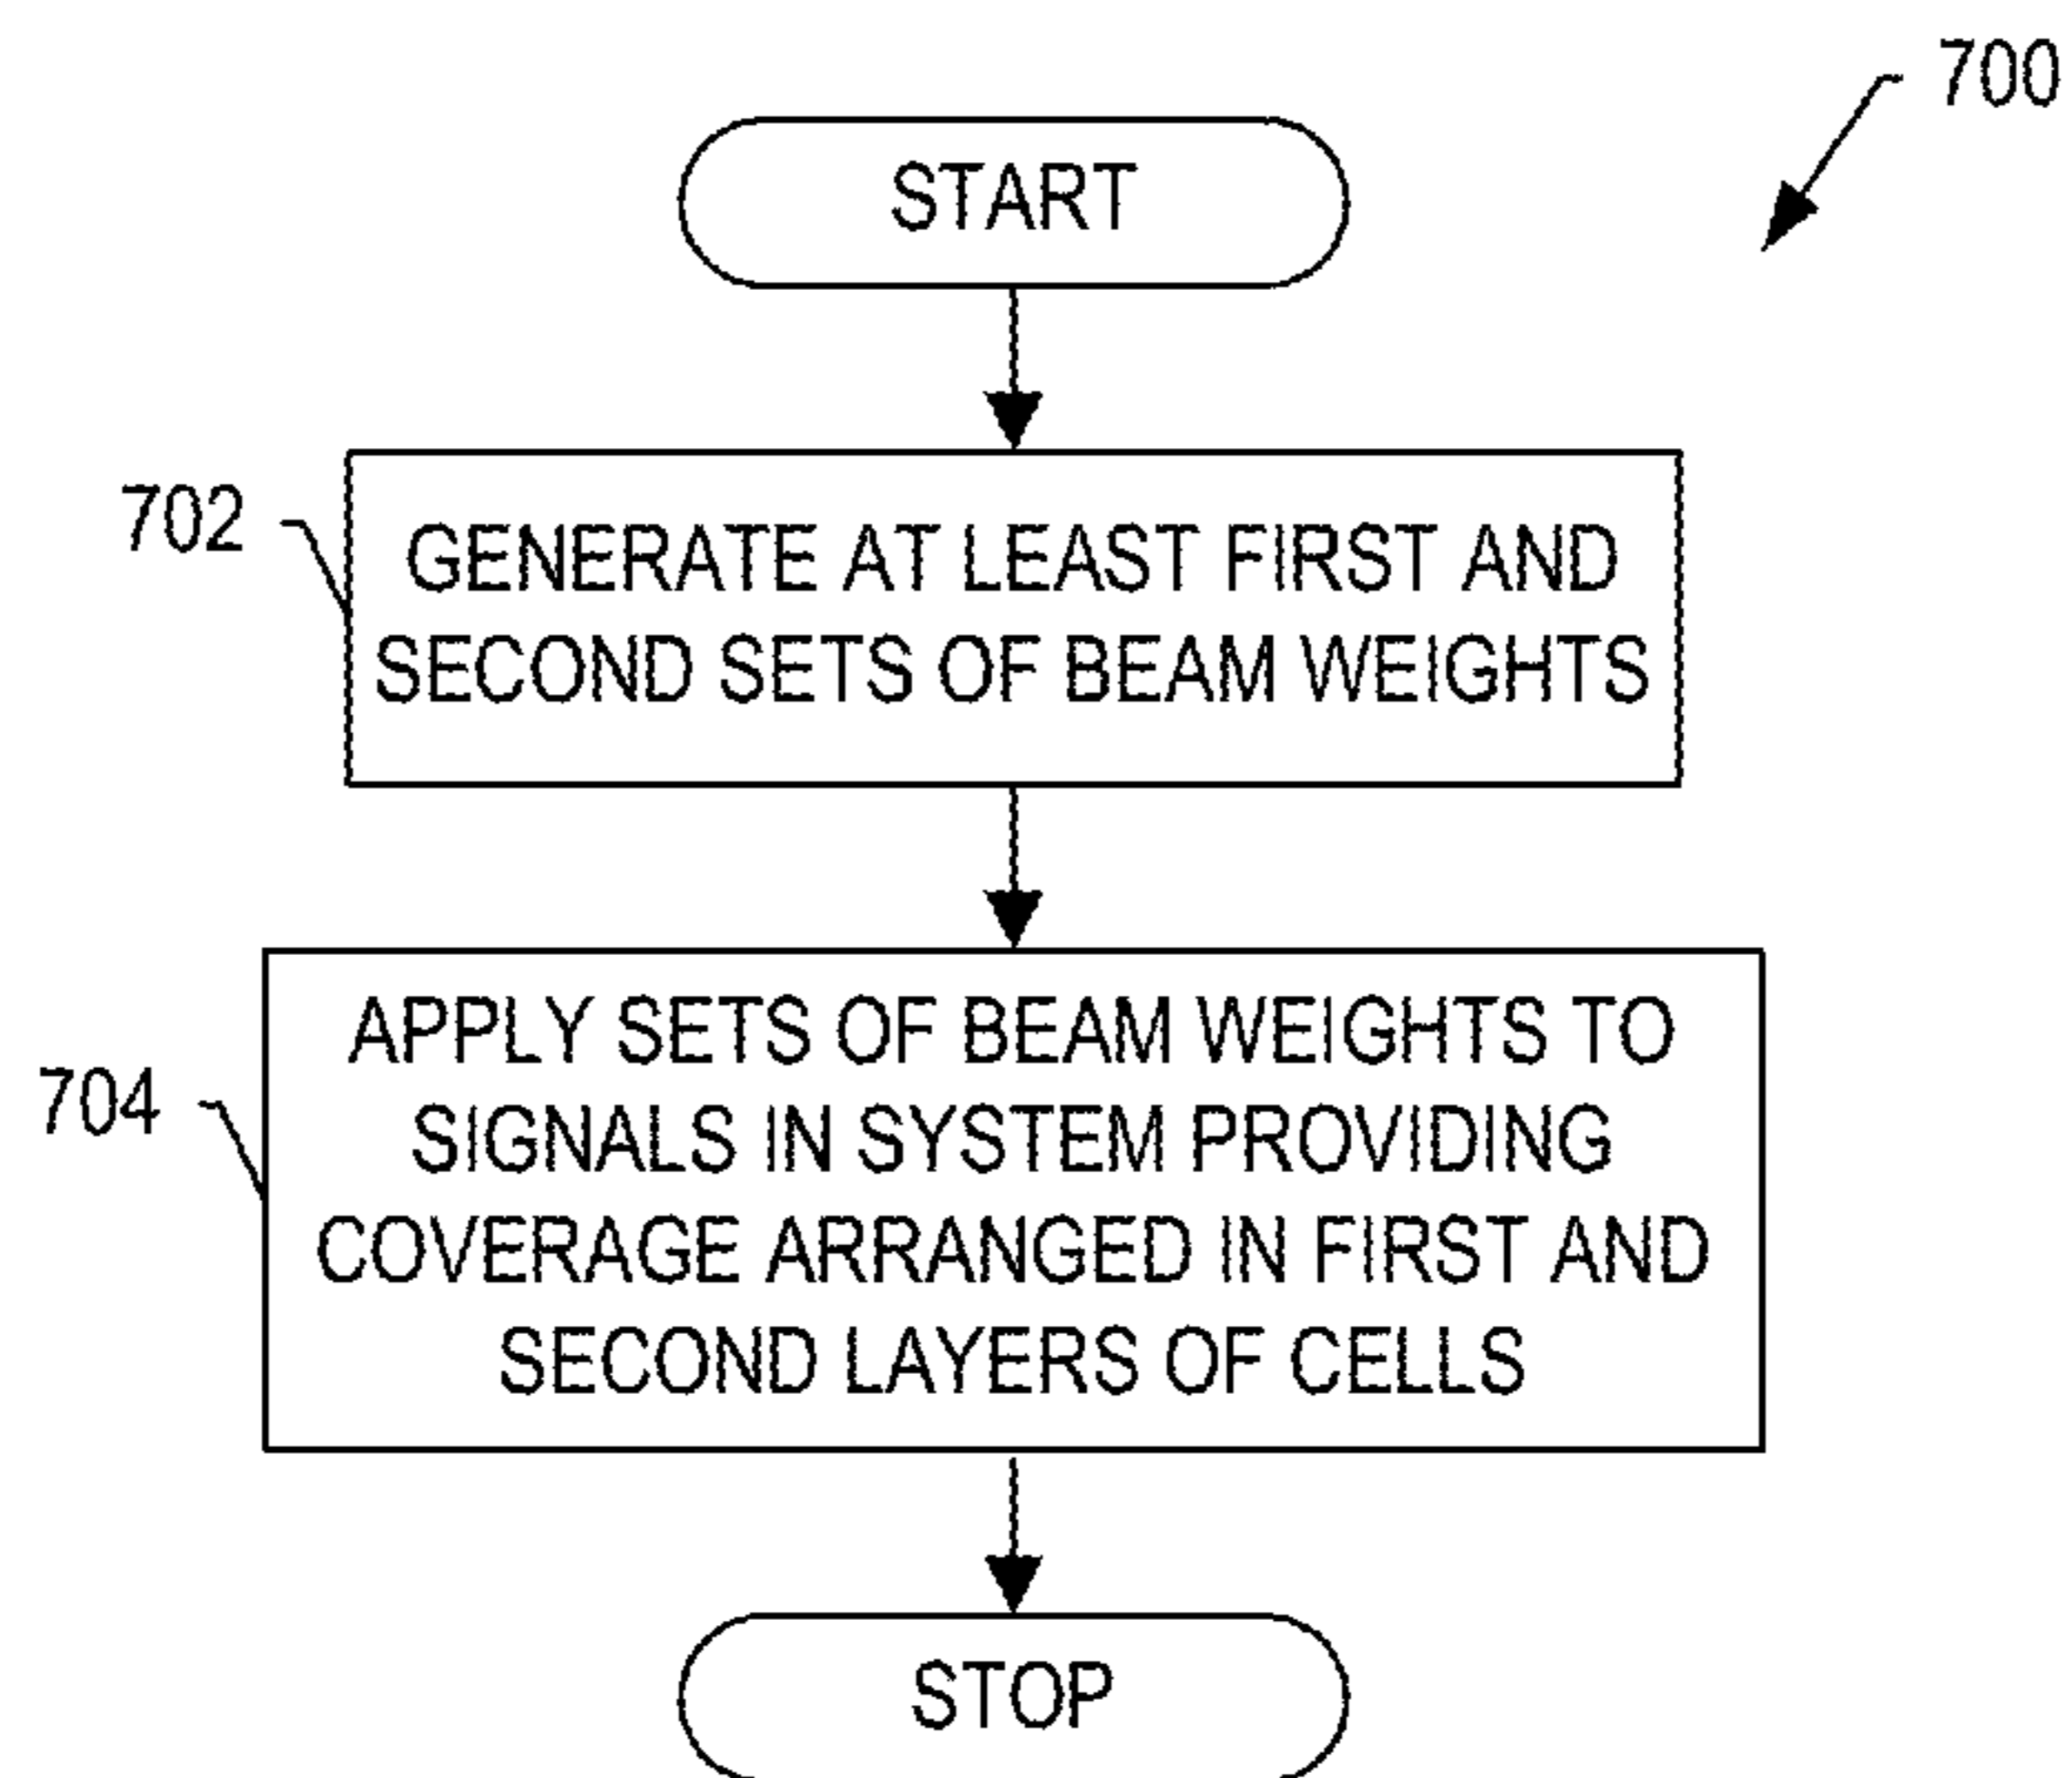 700
START
702
GENERATE AT LEAST FIRST AND
SECOND SETS OF BEAM WEIGHTS
704
APPLY SETS OF BEAM WEIGHTS TO
SIGNALS IN SYSTEM PROVIDING
COVERAGE ARRANGED IN FIRST AND
SECOND LAYERS OF CELLS
STOP